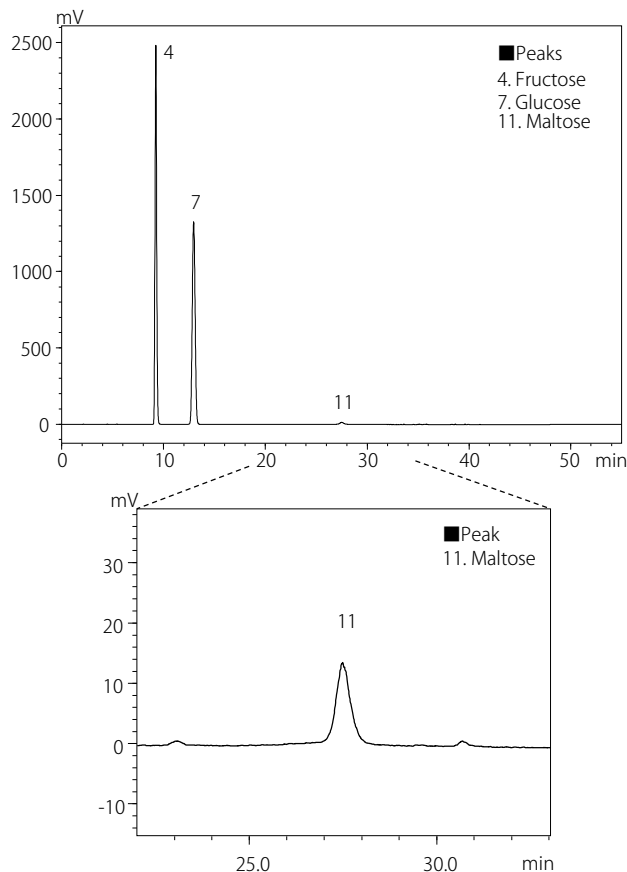 mV
2500
4
■Peaks
4. Fructose
7. Glucose
11. Maltose
2000
1500
7
1000
500
11
0
0 10 20 30 40 50 min
mV
■Peak
11. Maltose
30
11
20
10
0
-10
25.0 30.0 min